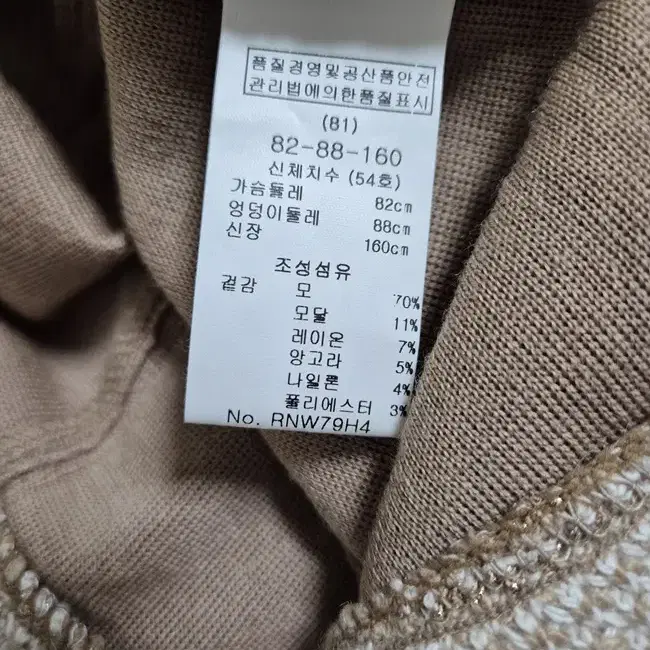 품질경영및공산품안전
관리법에의한품질표시
(81)
82-88-160
신체치수 (54호)
가슴둘레 82cm
엉덩이둘레 88cm
신장 160cm
조성섬유
겉감 모 70%
모달 11%
레이온 7%
앙고라 5%
나일론 4%
폴리에스터 3%
No. RNW79H4